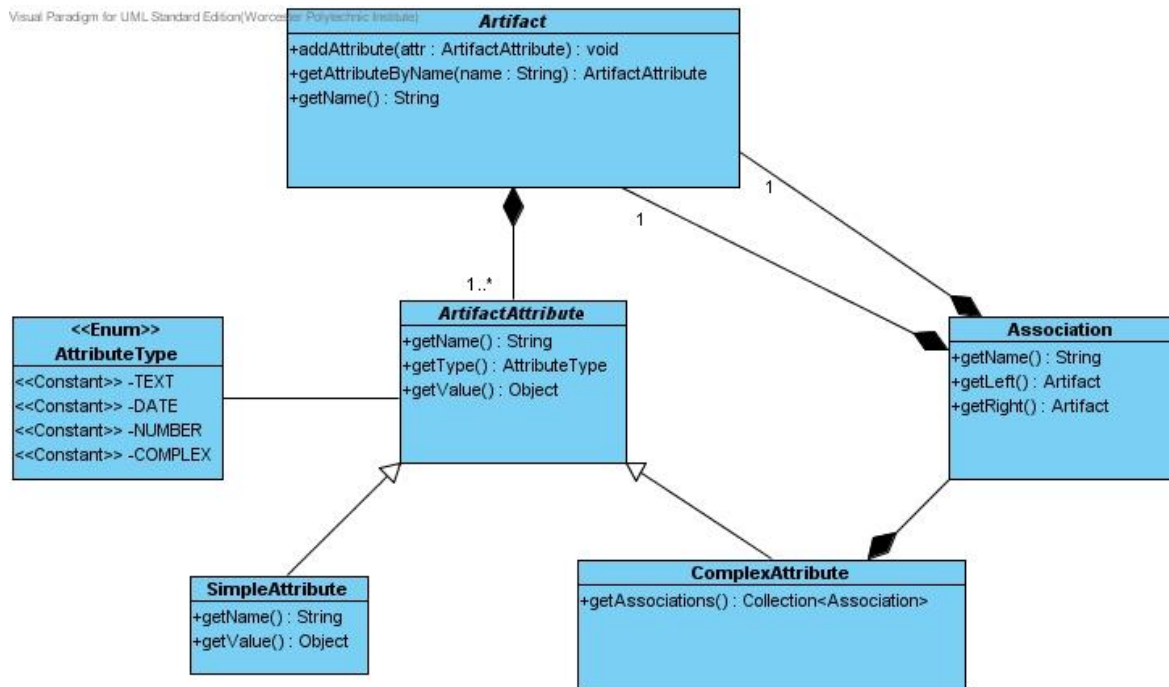 Visual Paradigm for UML Standard Edition(Worcester Polytechnic Institute)
Artifact
+addAttribute(attr : ArtifactAttribute) : void
+getAttributeByName(name : String) : ArtifactAttribute
+getName() : String
1
1
1..*
ArtifactAttribute
+getName() : String
+getType() : AttributeType
+getValue() : Object
<<Enum>>
AttributeType
<<Constant>> -TEXT
<<Constant>> -DATE
<<Constant>> -NUMBER
<<Constant>> -COMPLEX
Association
+getName() : String
+getLeft() : Artifact
+getRight() : Artifact
SimpleAttribute
+getName() : String
+getValue() : Object
ComplexAttribute
+getAssociations() : Collection<Association>